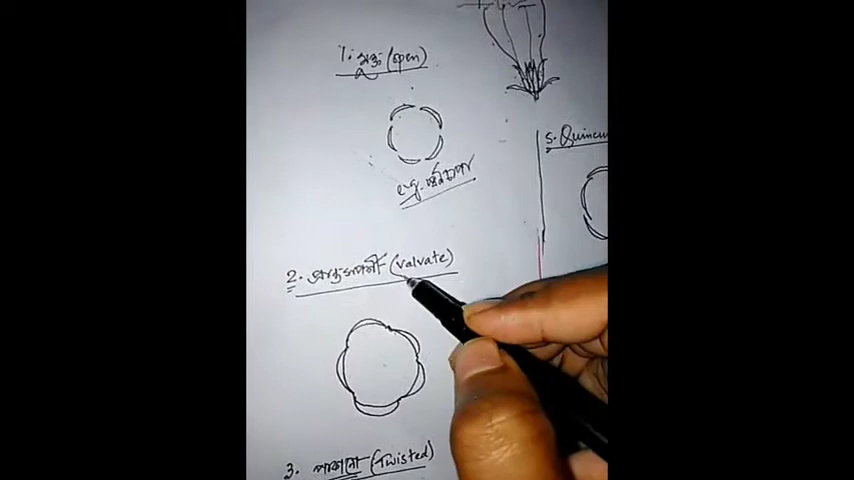 1. মুক্ত (open)
e.g.
2. প্রান্তস্পর্শী (valvate)
3. পাকানো (Twisted)
5. Quincun